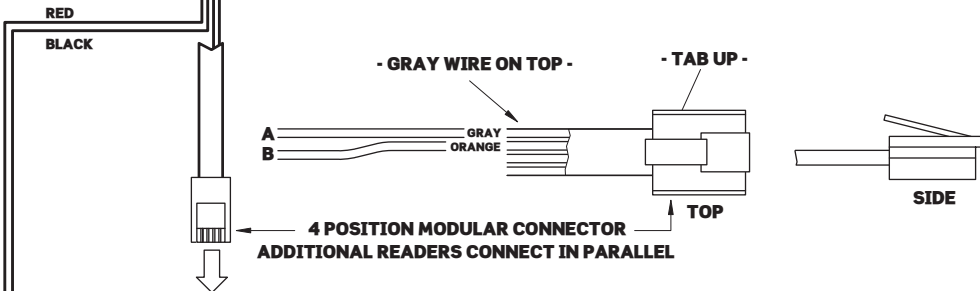 RED
BLACK
- GRAY WIRE ON TOP -
- TAB UP -
A
GRAY
B
ORANGE
TOP
SIDE
4 POSITION MODULAR CONNECTOR
ADDITIONAL READERS CONNECT IN PARALLEL